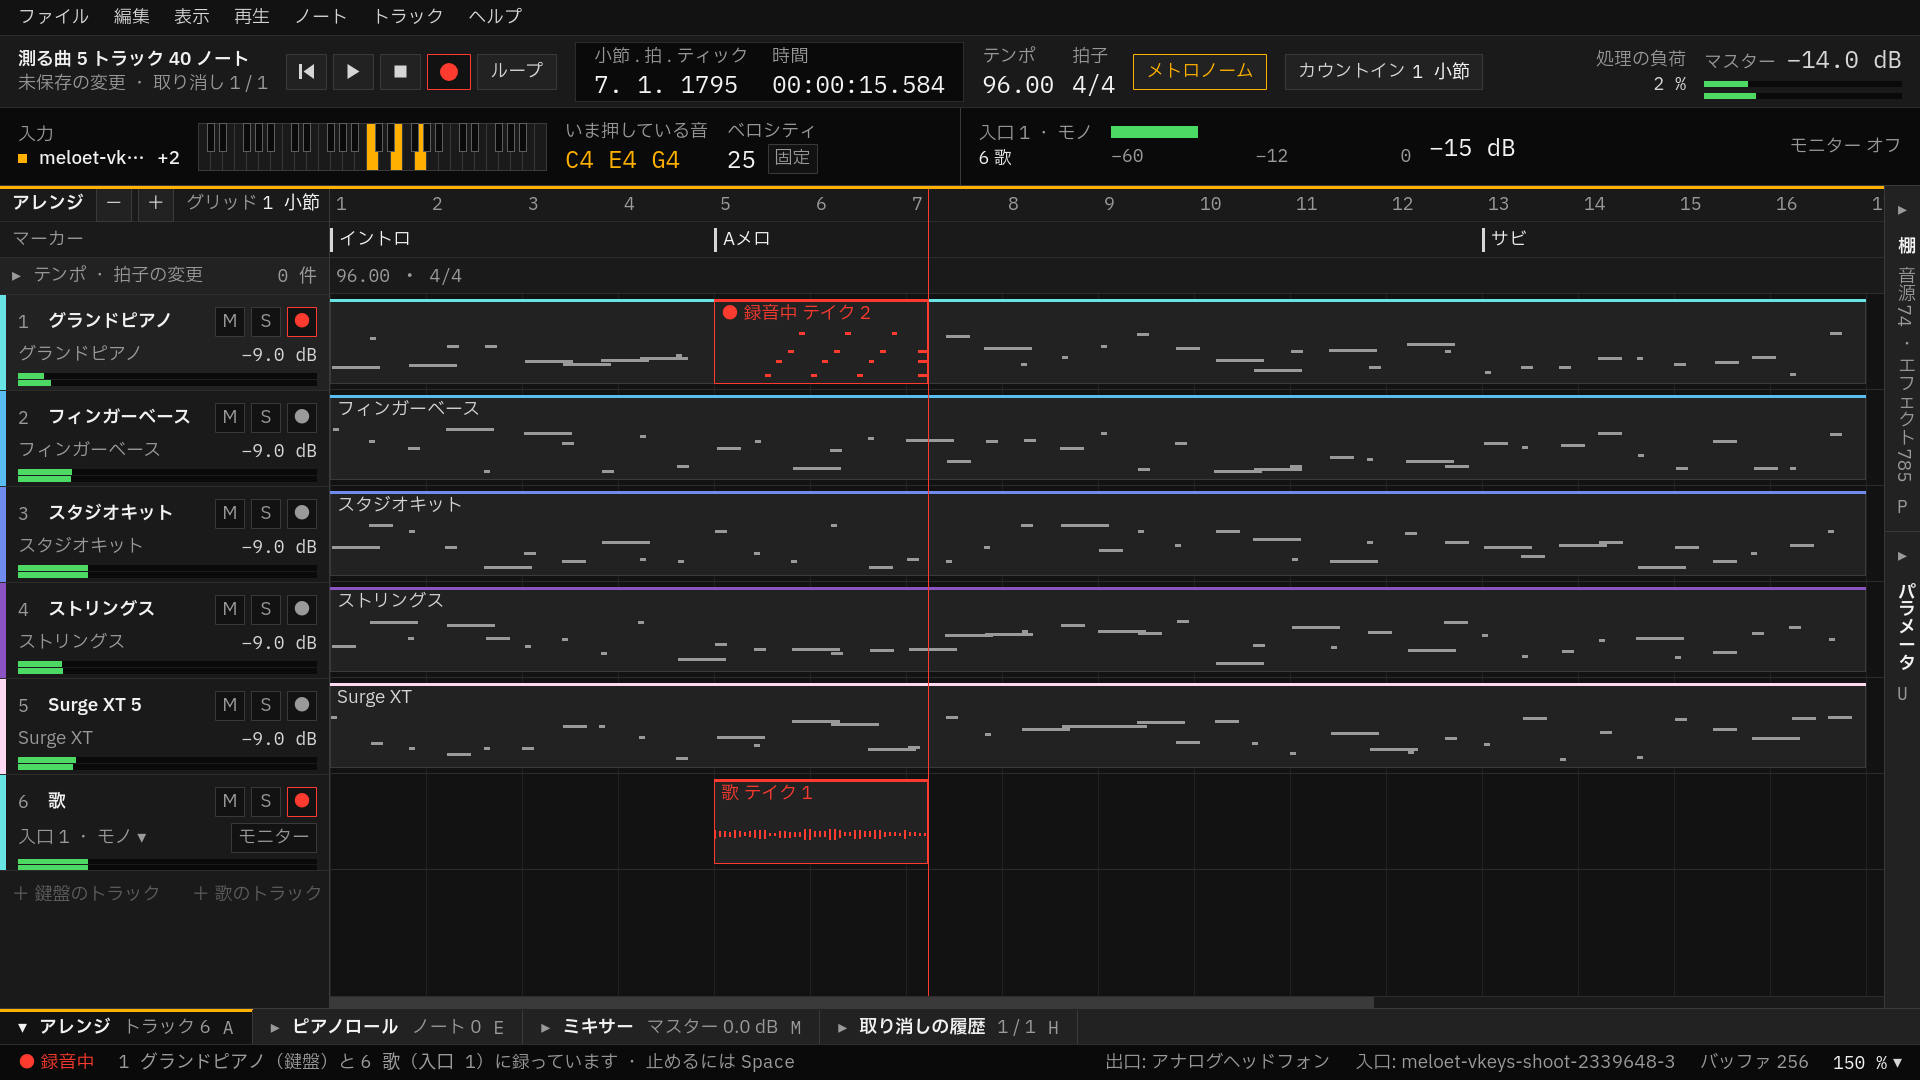 ファイル 編集 表示 再生 ノート トラック ヘルプ
測る曲 5 トラック 40 ノート
未保存の変更 · 取り消し 1 / 1
ループ
小節 . 拍 . ティック 時間
7. 1. 1795 00:00:15.584
テンポ 拍子
96.00 4/4
メトロノーム
カウントイン 1 小節
処理の負荷
2 %
マスター −14.0 dB
入力
meloet-vk··· +2
いま押している音 ベロシティ
C4 E4 G4 25 固定
入口 1 · モノ
6 歌
−60 −12 0
−15 dB
モニター オフ
アレンジ − + グリッド 1 小節
1 2 3 4 5 6 7 8 9 10 11 12 13 14 15 16 1
マーカー
イントロ Aメロ サビ
▸ テンポ · 拍子の変更 0 件
96.00 · 4/4
1 グランドピアノ M S
グランドピアノ −9.0 dB
録音中 テイク 2
2 フィンガーベース M S
フィンガーベース −9.0 dB
フィンガーベース
3 スタジオキット M S
スタジオキット −9.0 dB
スタジオキット
4 ストリングス M S
ストリングス −9.0 dB
ストリングス
5 Surge XT 5 M S
Surge XT −9.0 dB
Surge XT
6 歌 M S
入口 1 · モノ ▾ モニター
歌 テイク 1
+ 鍵盤のトラック + 歌のトラック
▸ 棚 音源 74 · エフェクト 785 P
▸ パラメータ U
▾ アレンジ トラック 6 A
▸ ピアノロール ノート 0 E
▸ ミキサー マスター 0.0 dB M
▸ 取り消しの履歴 1 / 1 H
録音中 1 グランドピアノ（鍵盤）と 6 歌（入口 1）に録っています · 止めるには Space
出口: アナログヘッドフォン 入口: meloet-vkeys-shoot-2339648-3 バッファ 256 150 % ▾